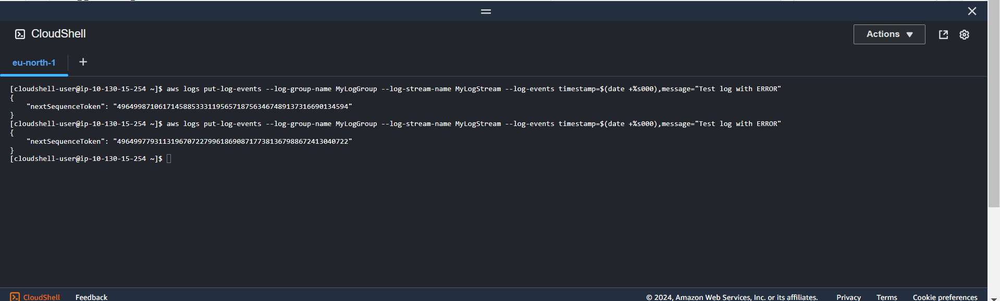 CloudShell
Actions ▼
eu-north-1 +
[cloudshell-user@ip-10-130-15-254 ~]$ aws logs put-log-events --log-group-name MyLogGroup --log-stream-name MyLogStream --log-events timestamp=$(date +%s000),message="Test log with ERROR"
{
    "nextSequenceToken": "49649987106171458853331195657187563467489137316690134594"
}
[cloudshell-user@ip-10-130-15-254 ~]$ aws logs put-log-events --log-group-name MyLogGroup --log-stream-name MyLogStream --log-events timestamp=$(date +%s000),message="Test log with ERROR"
{
    "nextSequenceToken": "49649977931131967072279961869087177381367988672413040722"
}
[cloudshell-user@ip-10-130-15-254 ~]$
CloudShell Feedback © 2024, Amazon Web Services, Inc. or its affiliates. Privacy Terms Cookie preferences